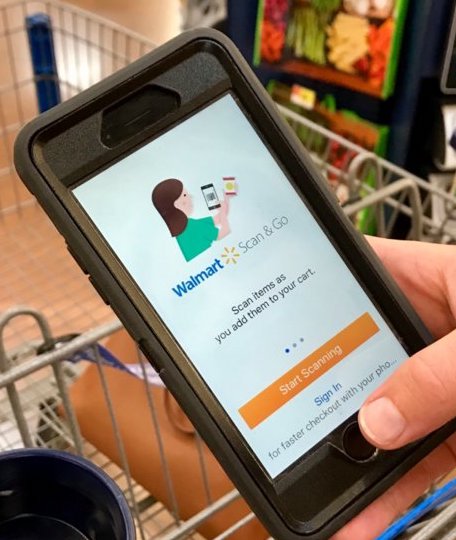 Walmart Scan & Go
Scan items as
you add them to your cart.
Start Scanning
Sign In
for faster checkout with your pho...